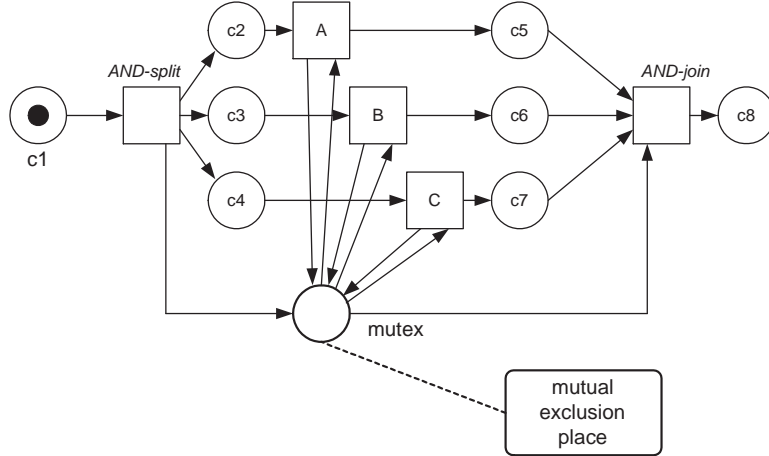 c2
A
c5
AND-split
AND-join
c3
B
c6
c8
c1
c4
C
c7
mutex
mutual
exclusion
place